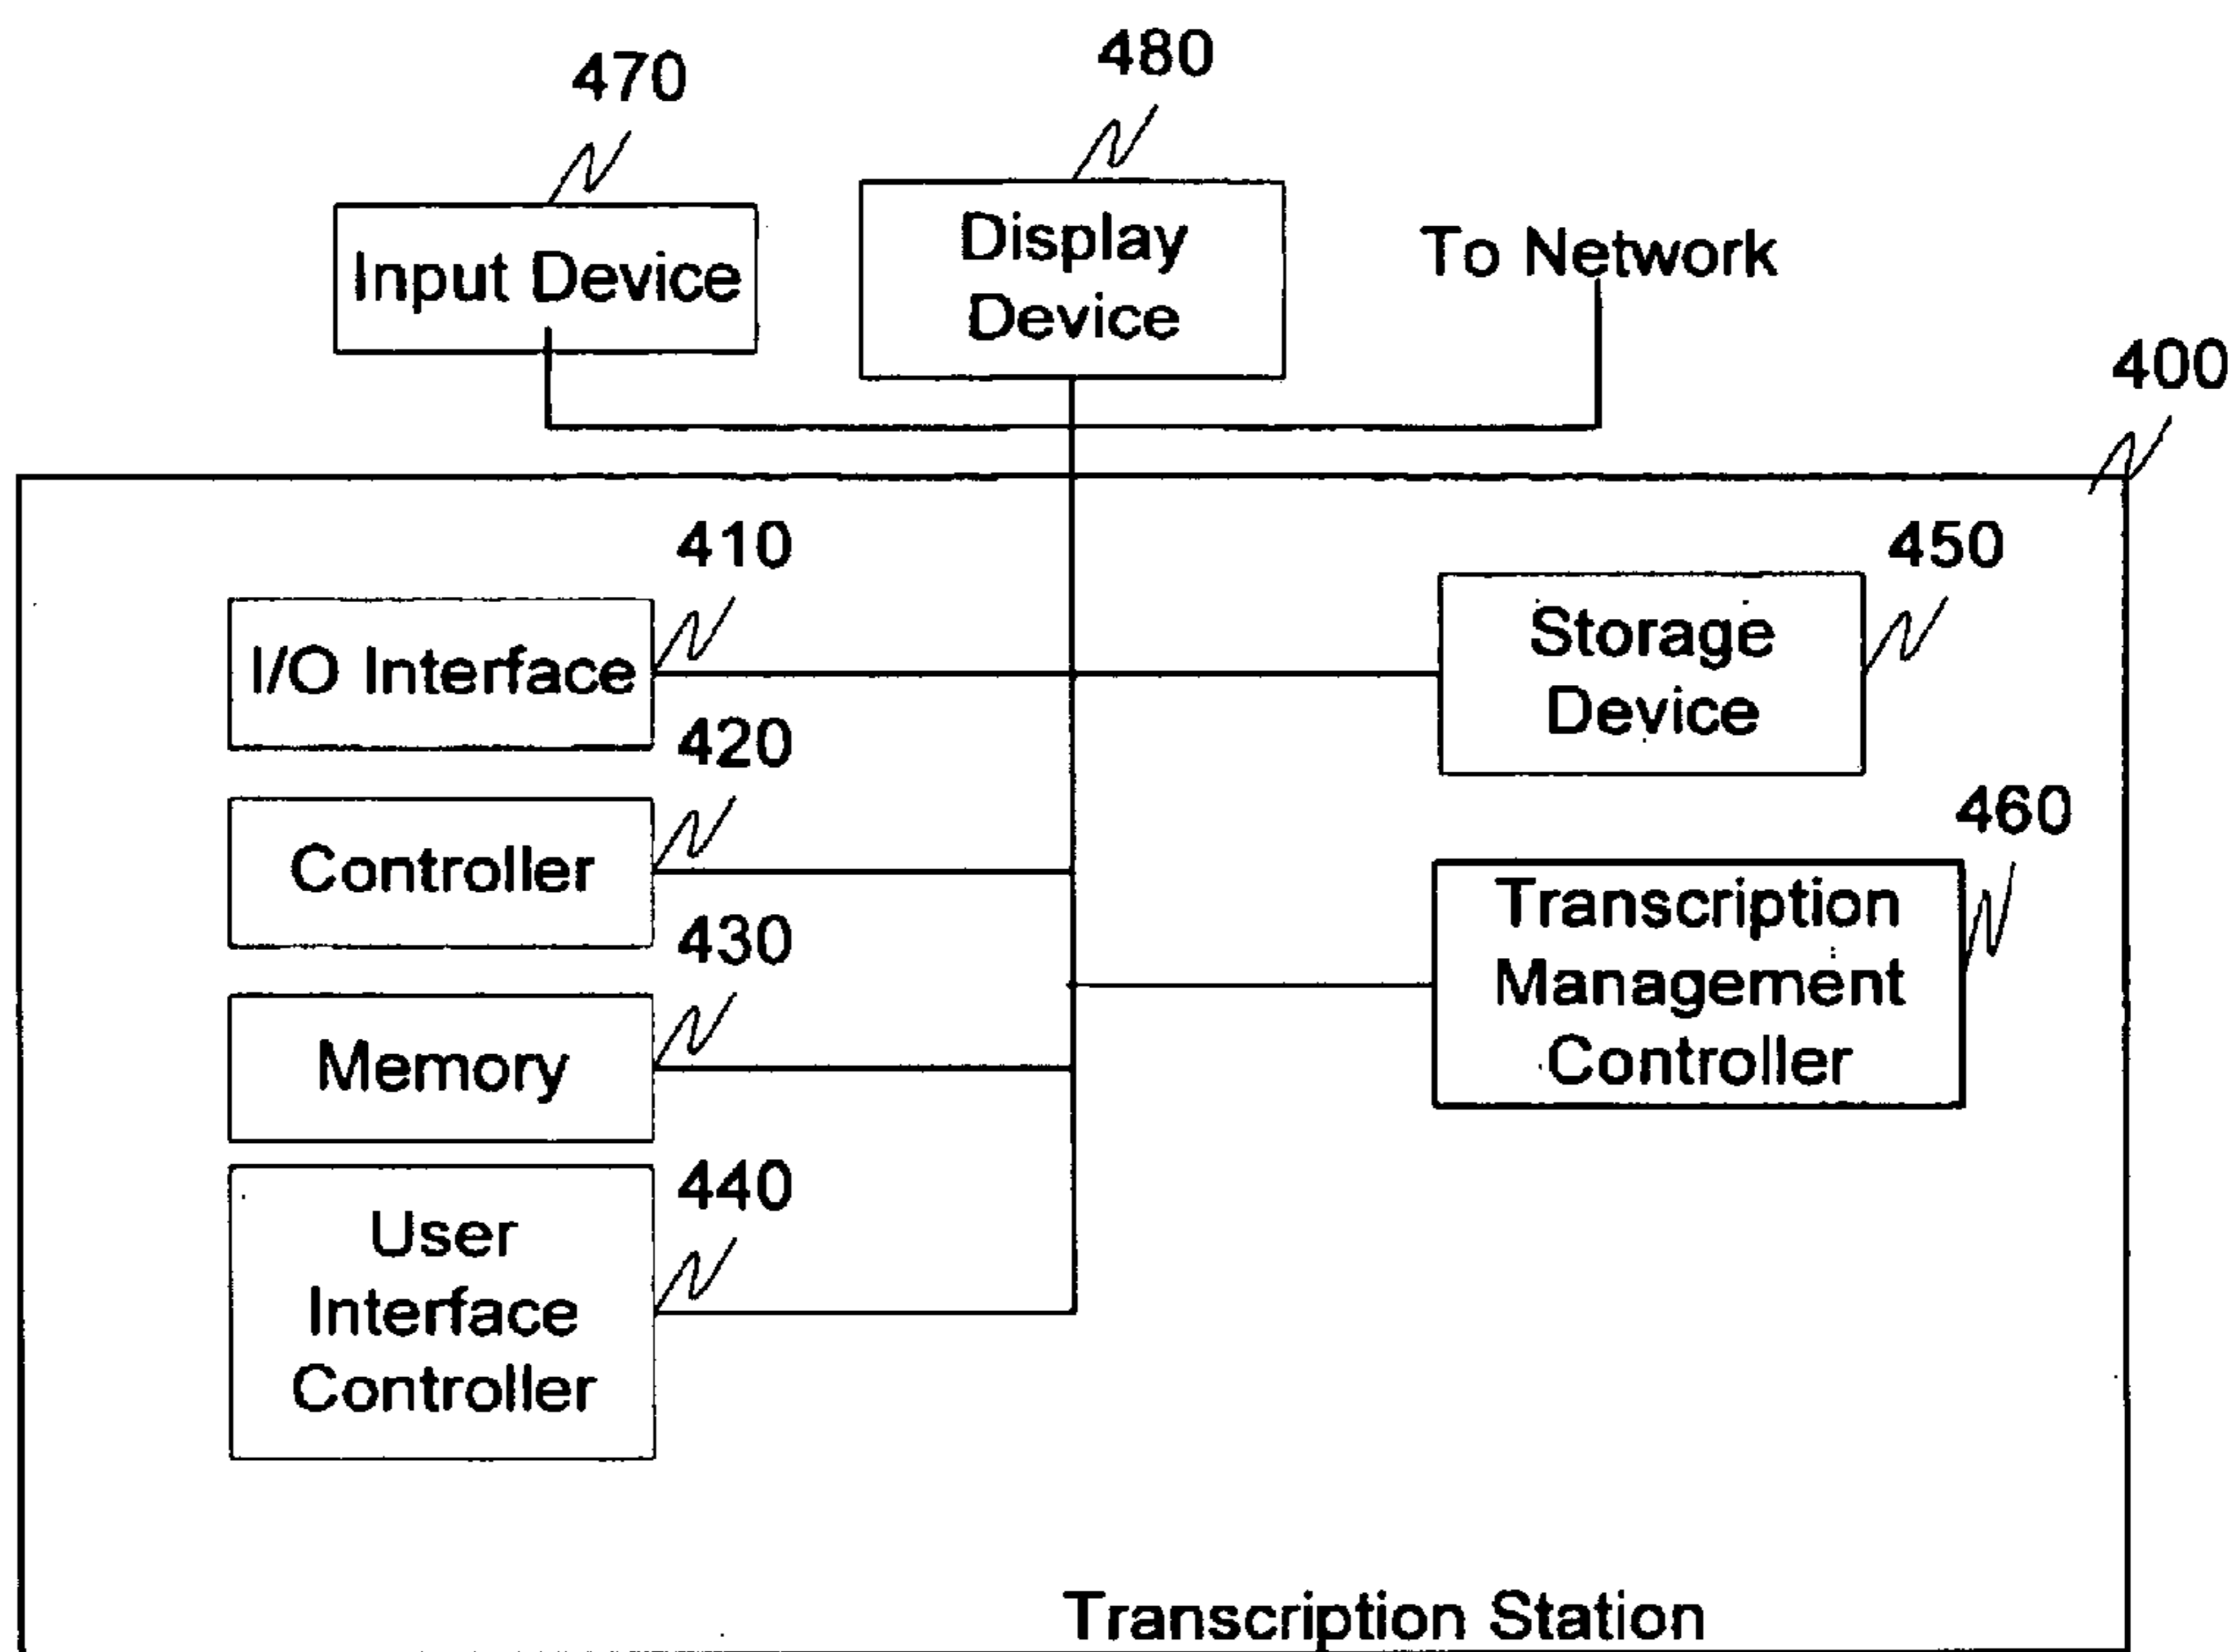 480
470
Display
Device
Input Device
To Network
400
410
450
I/O Interface
Storage
Device
420
460
Controller
Transcription
Management
Controller
430
Memory
440
User
Interface
Controller
Transcription Station